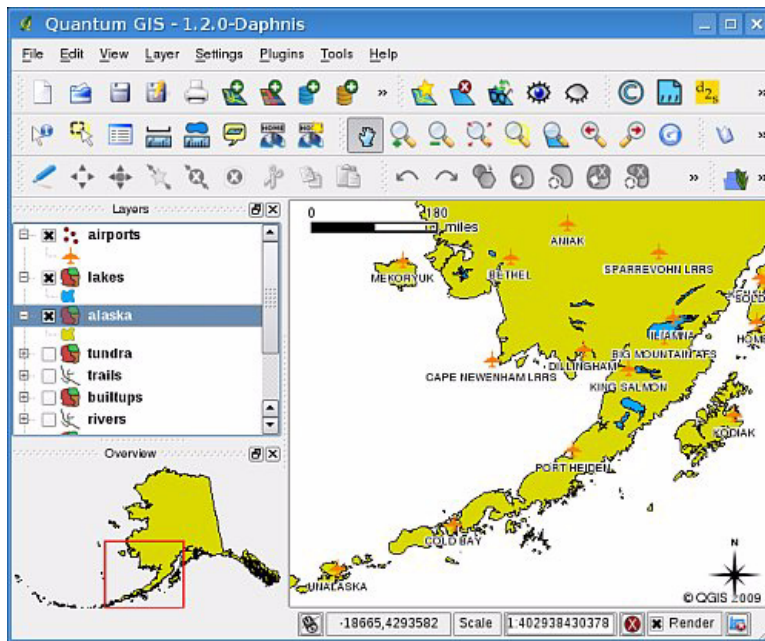 Quantum GIS - 1.2.0-Daphnis
File Edit View Layer Settings Plugins Tools Help
Layers
airports
lakes
alaska
tundra
trails
builtups
rivers
Overview
0 180 miles
ANIAK
MEKORYUK
BETHEL
SPARREVOHN LRRS
ILIAMNA
BIG MOUNTAIN AFS
DILLINGHAM
CAPE NEWENHAM LRRS
KING SALMON
KODIAK
PORT HEIDEN
COLD BAY
UNALASKA
N
© QGIS 2009
-18665,4293582 Scale 1:402938430378 Render